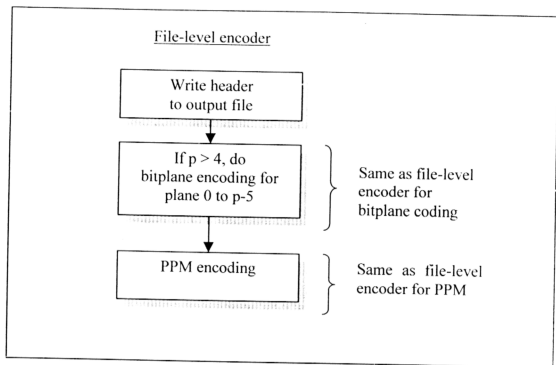 File-level encoder
Write header
to output file
If p > 4, do
bitplane encoding for
plane 0 to p-5
Same as file-level
encoder for
bitplane coding
PPM encoding
Same as file-level
encoder for PPM